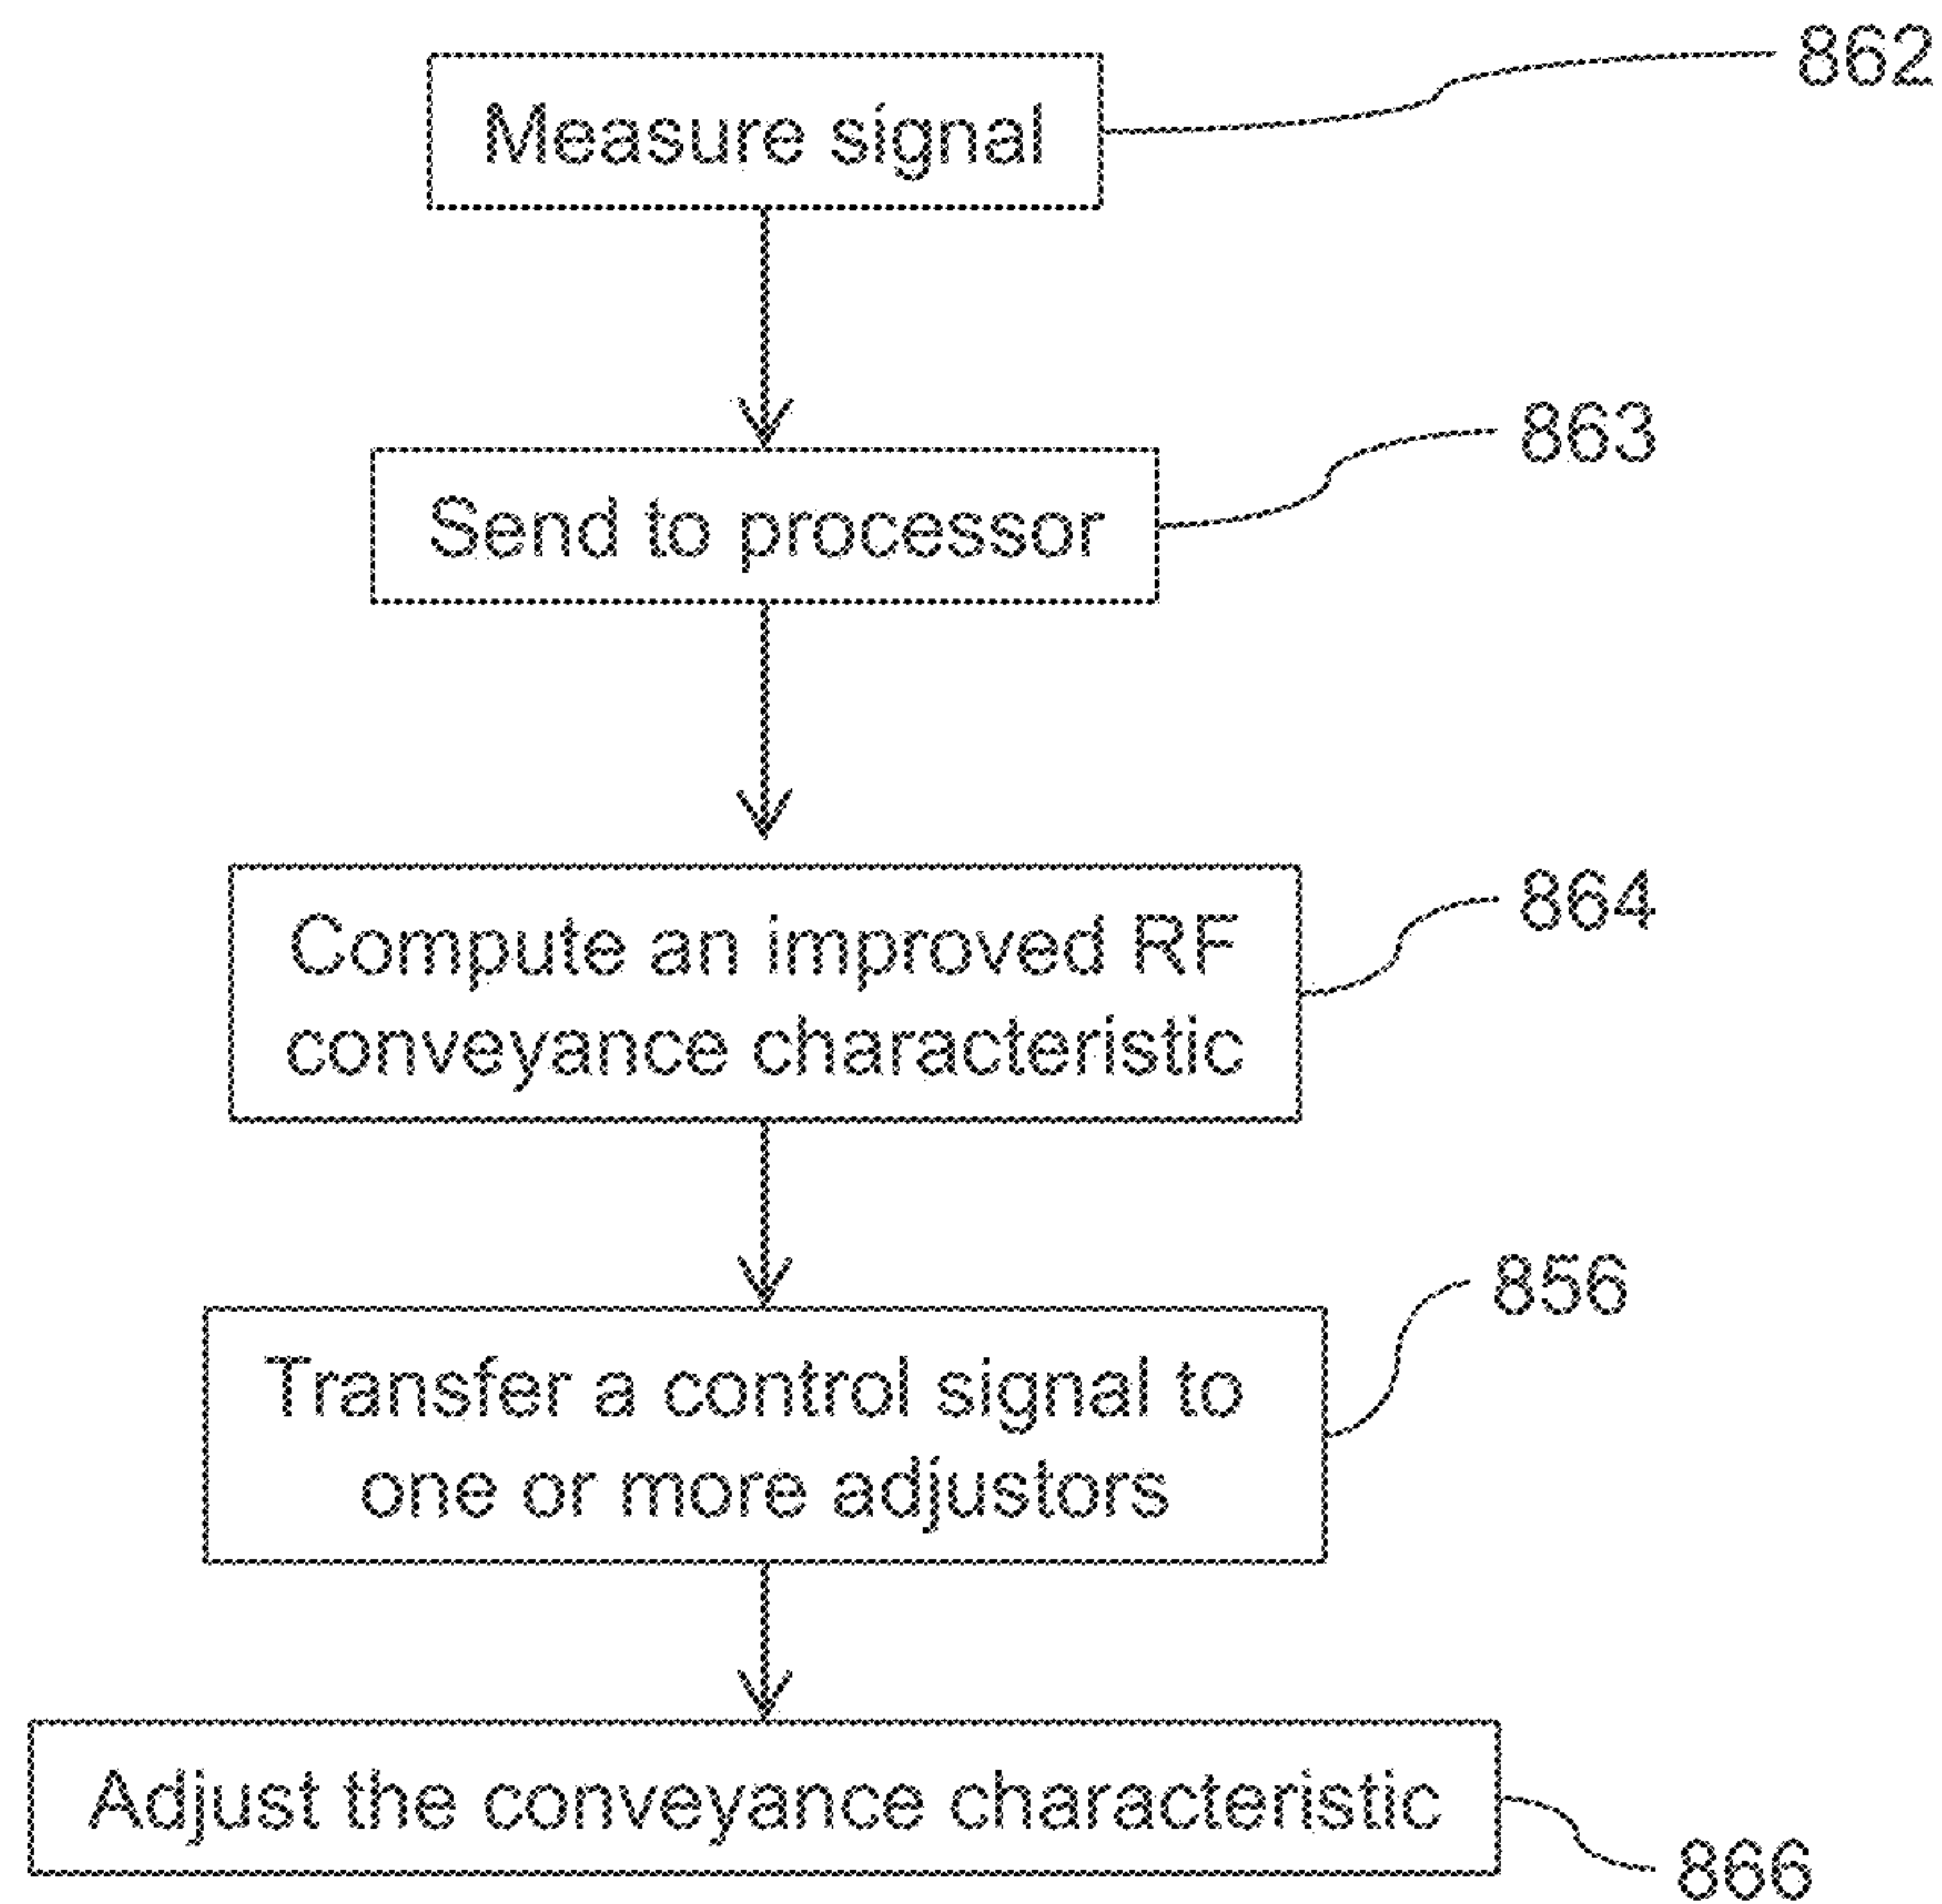 862
Measure signal
863
Send to processor
864
Compute an improved RF
conveyance characteristic
856
Transfer a control signal to
one or more adjustors
Adjust the conveyance characteristic
866